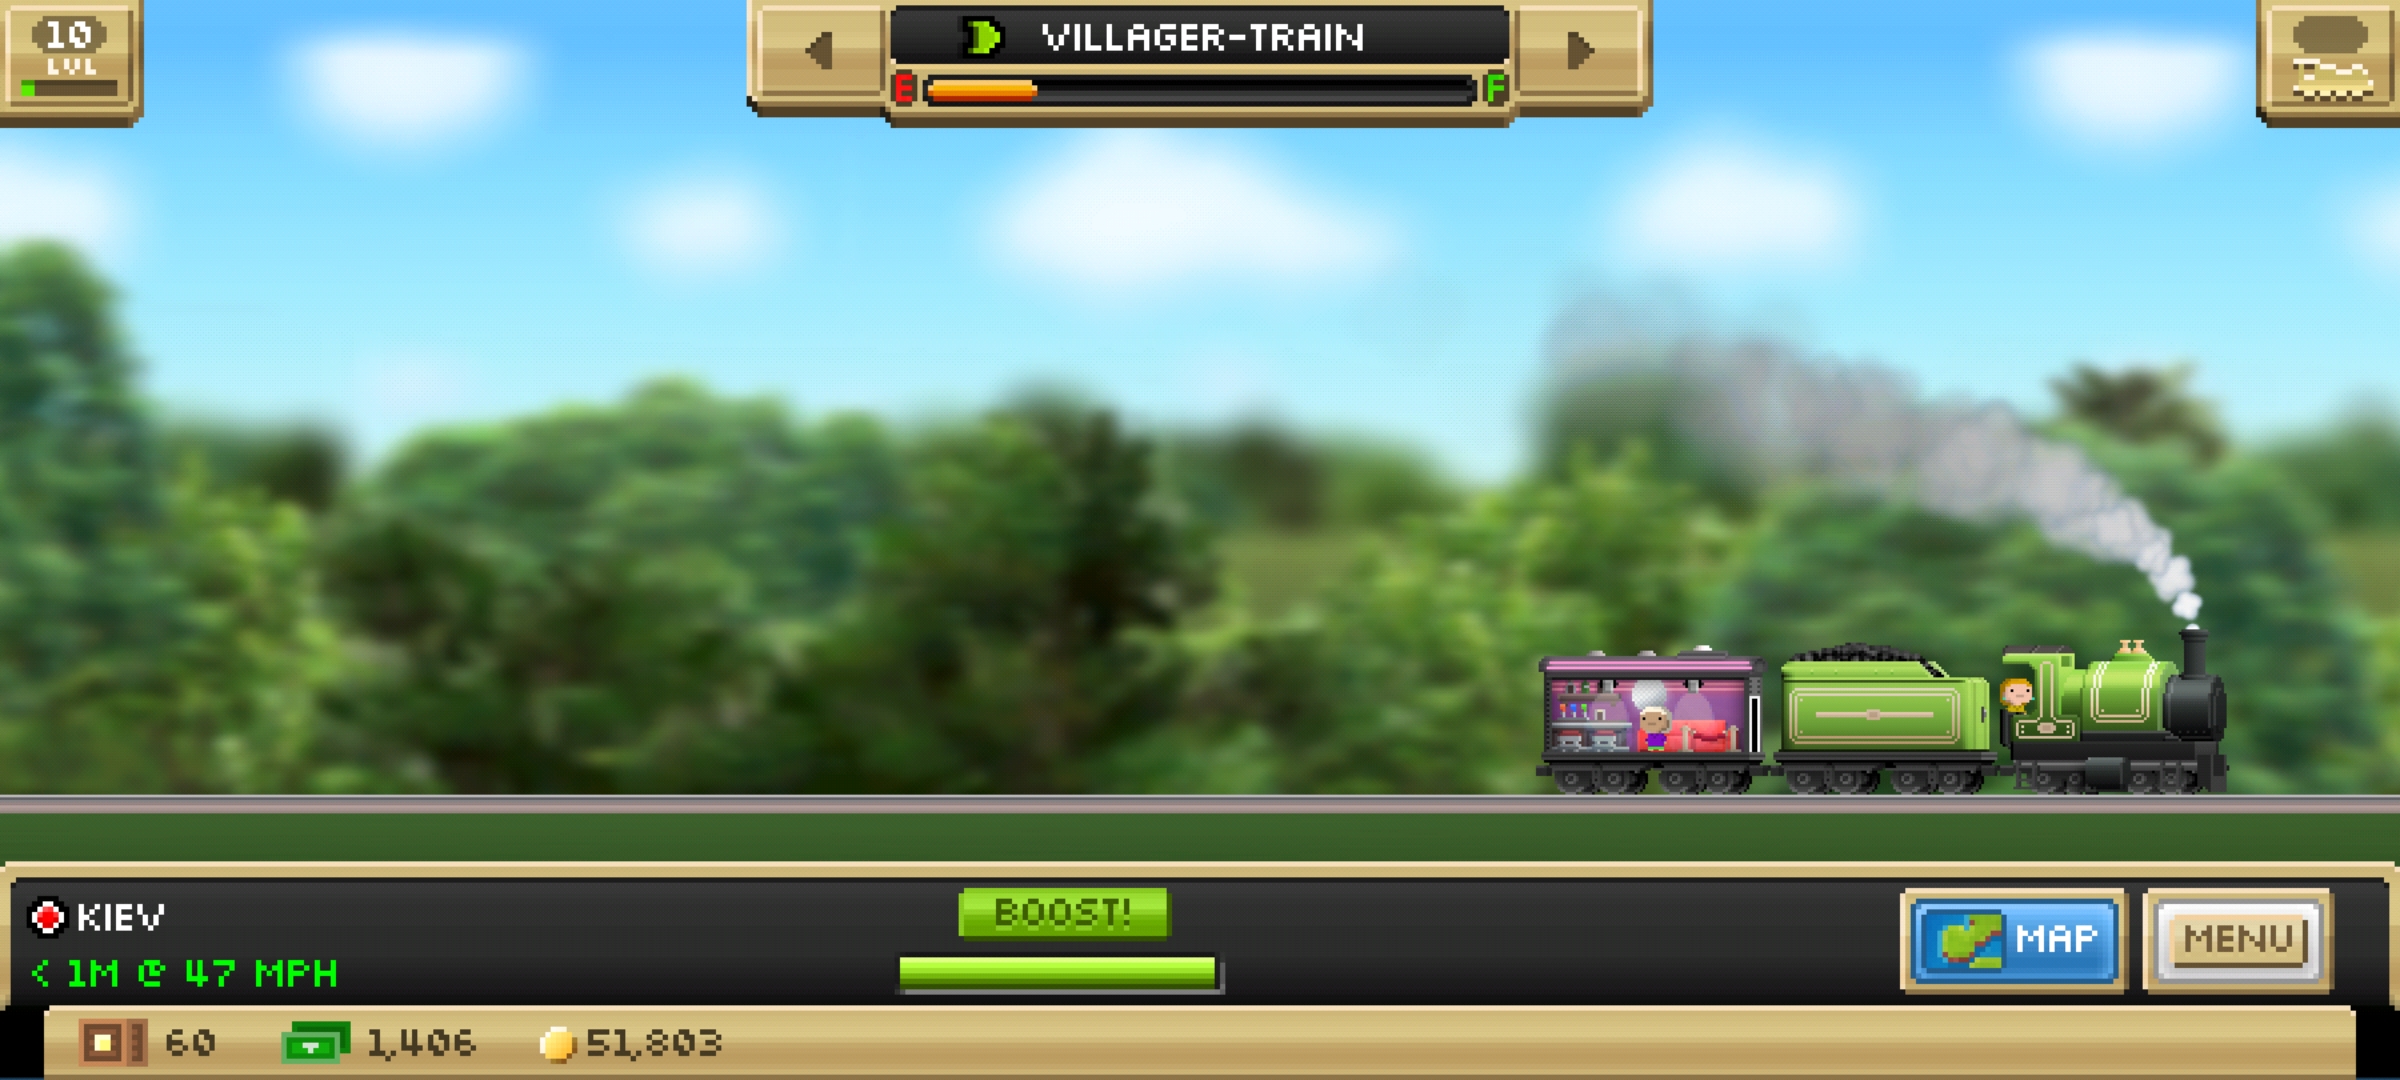 10
LVL
VILLAGER-TRAIN
E F
KIEV
BOOST!
< 1M @ 47 MPH
MAP
MENU
60 1,406 51,803